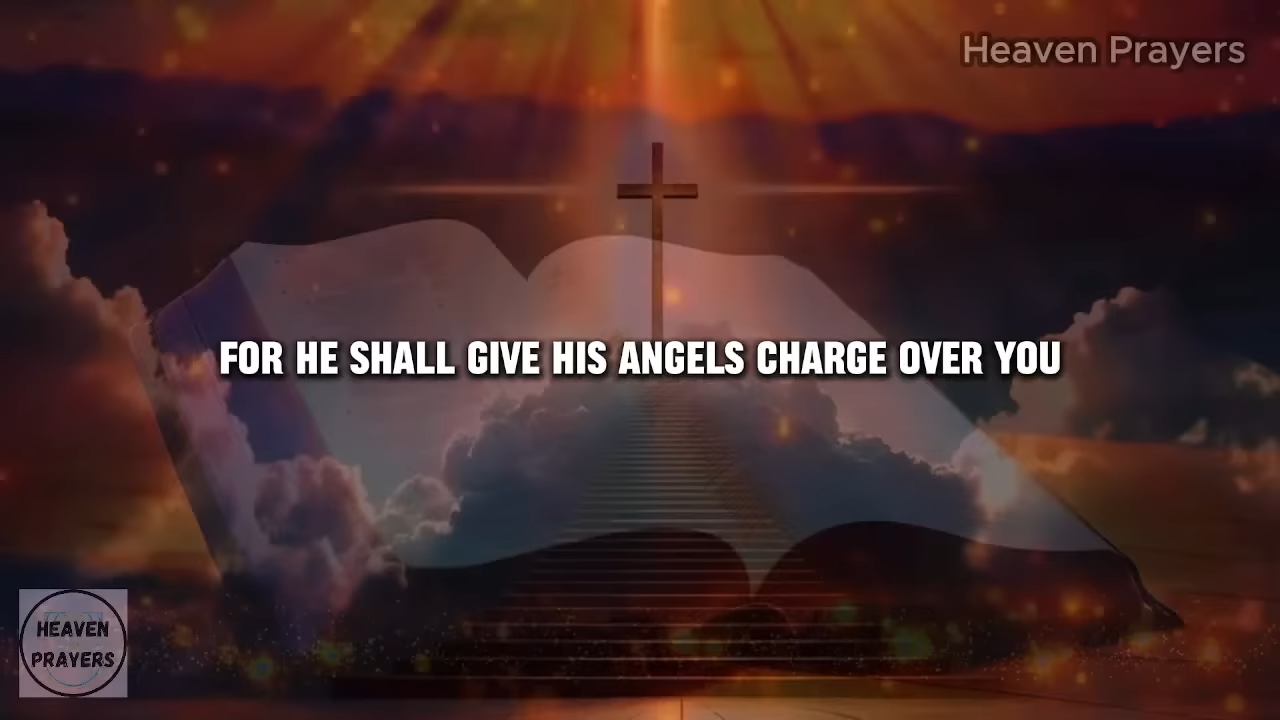 Heaven Prayers
FOR HE SHALL GIVE HIS ANGELS CHARGE OVER YOU
HEAVEN
PRAYERS